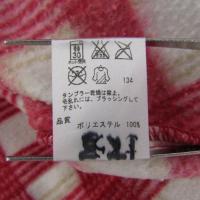 30
134
タンブラー乾燥は禁止。
毛乱れには、ブラッシングして
下さい。
品質
ポリエステル 100%